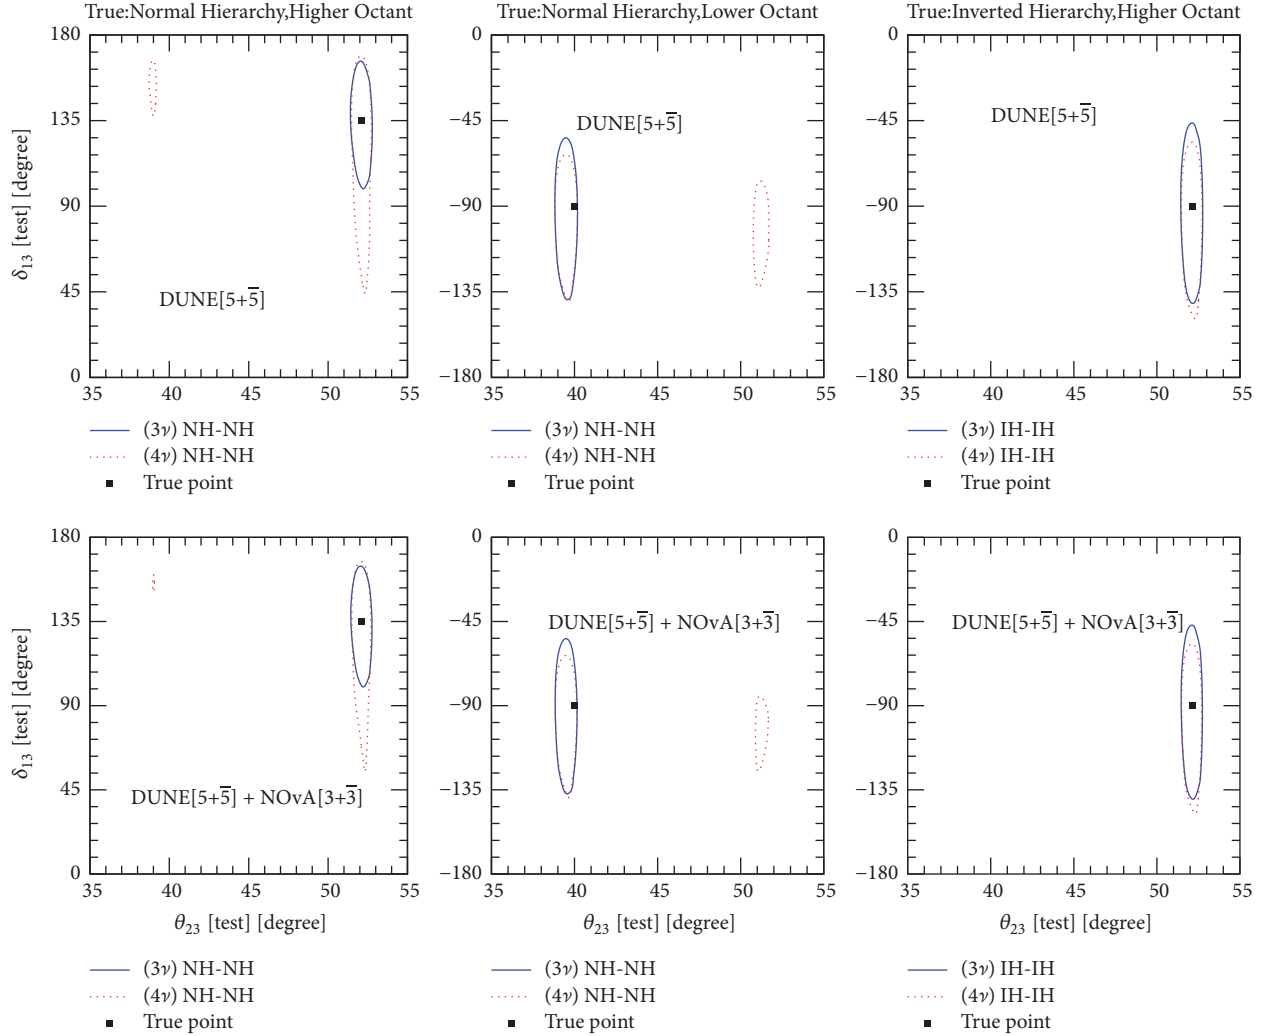 True:Normal Hierarchy,Higher Octant
180
135
90
45
0
35 40 45 50 55
δ13 [test] [degree]
DUNE[5+5̅]
(3ν) NH-NH
(4ν) NH-NH
True point
True:Normal Hierarchy,Lower Octant
0
−45
−90
−135
−180
35 40 45 50 55
DUNE[5+5̅]
(3ν) NH-NH
(4ν) NH-NH
True point
True:Inverted Hierarchy,Higher Octant
0
−45
−90
−135
−180
35 40 45 50 55
DUNE[5+5̅]
(3ν) IH-IH
(4ν) IH-IH
True point
180
135
90
45
0
35 40 45 50 55
δ13 [test] [degree]
DUNE[5+5̅] + NOvA[3+3̅]
θ23 [test] [degree]
(3ν) NH-NH
(4ν) NH-NH
True point
0
−45
−90
−135
−180
35 40 45 50 55
DUNE[5+5̅] + NOvA[3+3̅]
θ23 [test] [degree]
(3ν) NH-NH
(4ν) NH-NH
True point
0
−45
−90
−135
−180
35 40 45 50 55
DUNE[5+5̅] + NOvA[3+3̅]
θ23 [test] [degree]
(3ν) IH-IH
(4ν) IH-IH
True point